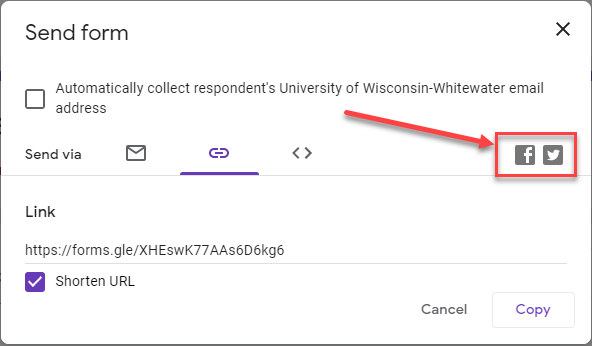 Send form
Automatically collect respondent's University of Wisconsin-Whitewater email
address
Send via
Link
https://forms.gle/XHEswK77AAs6D6kg6
Shorten URL
Cancel Copy